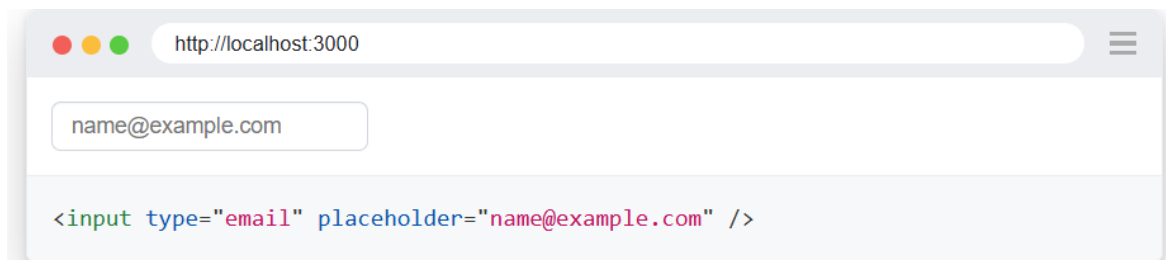 http://localhost:3000
name@example.com
<input type="email" placeholder="name@example.com" />